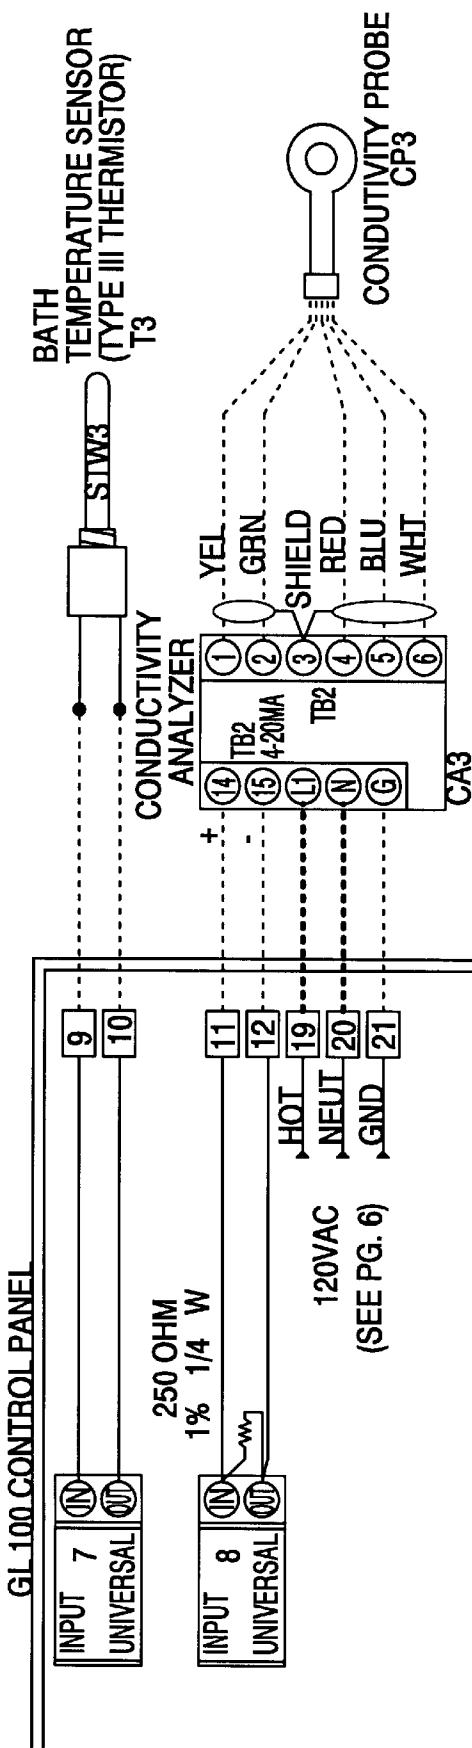 GL 100 CONTROL PANEL
INPUT 7
UNIVERSAL
IN
OUT
9
10
STW3
BATH
TEMPERATURE SENSOR
(TYPE III THERMISTOR)
T3
250 OHM
1% 1/4 W
INPUT 8
UNIVERSAL
IN
OUT
11
12
19
20
21
HOT
NEUT
GND
120VAC
(SEE PG. 6)
+
-
CONDUCTIVITY
ANALYZER
14
15
L1
N
G
TB2
4-20MA
TB2
1
2
3
4
5
6
CA3
YEL
GRN
SHIELD
RED
BLU
WHT
CONDUTIVITY PROBE
CP3